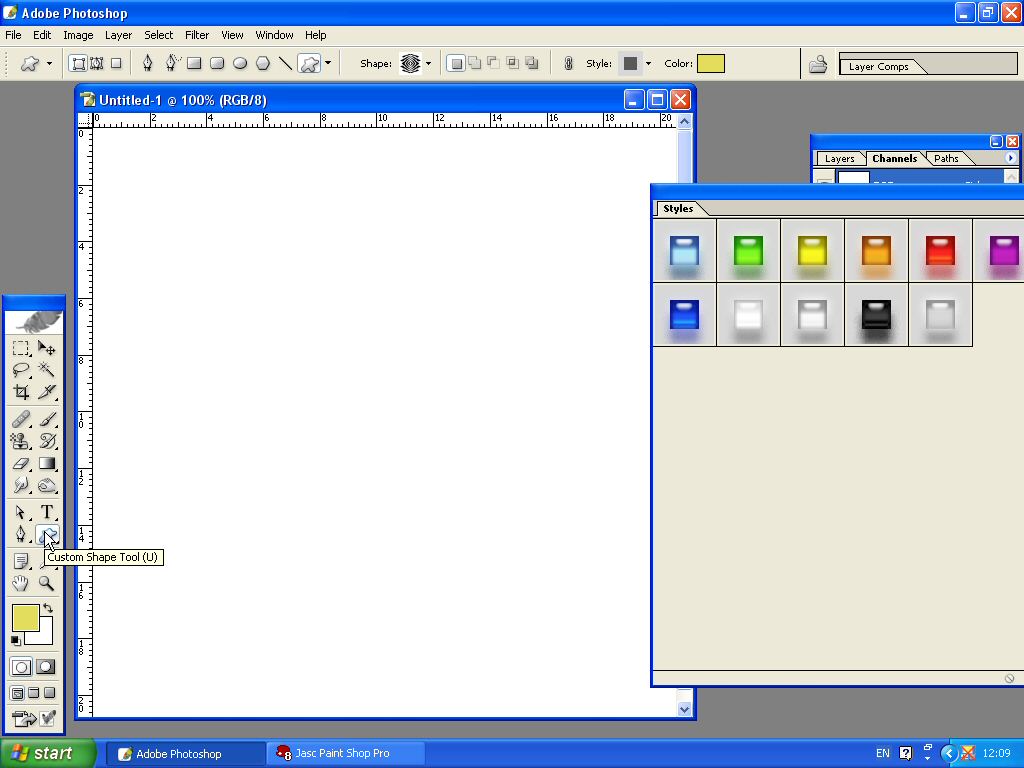 Adobe Photoshop
File Edit Image Layer Select Filter View Window Help
Shape: Style: Color: Layer Comps
Untitled-1 @ 100% (RGB/8)
0 2 4 6 8 10 12 14 16 18 20
0
2
4
6
8
10
12
14
16
18
2
Layers Channels Paths
Styles
T
Custom Shape Tool (U)
start Adobe Photoshop 8 Jasc Paint Shop Pro EN ? 12:09